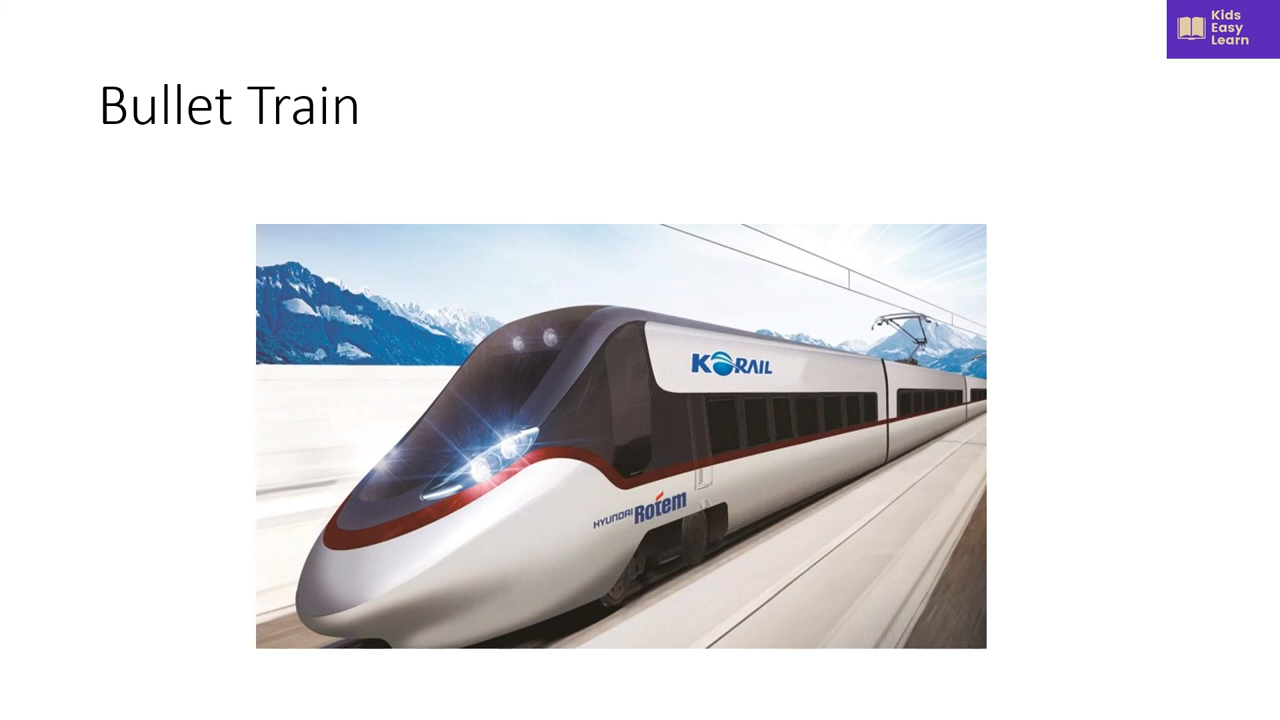 Kids
Easy
Learn
Bullet Train
KORAIL
HYUNDAI Rotem